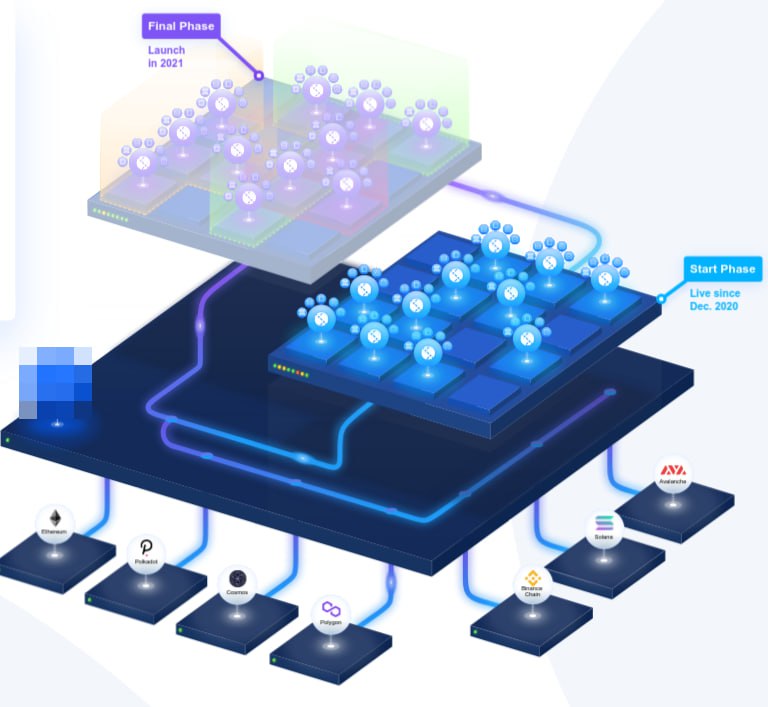 Final Phase
Launch
in 2021
Start Phase
Live since
Dec. 2020
Avalanche
Ethereum
Solana
Polkadot
Cosmos
Binance
Chain
Polygon